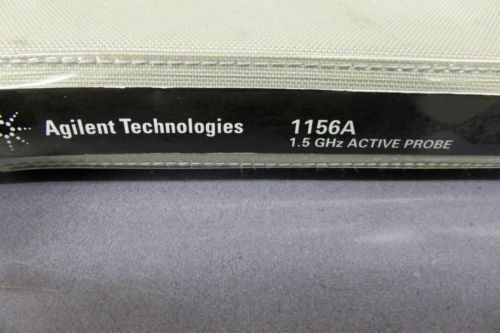 Agilent Technologies
1156A
1.5 GHz ACTIVE PROBE